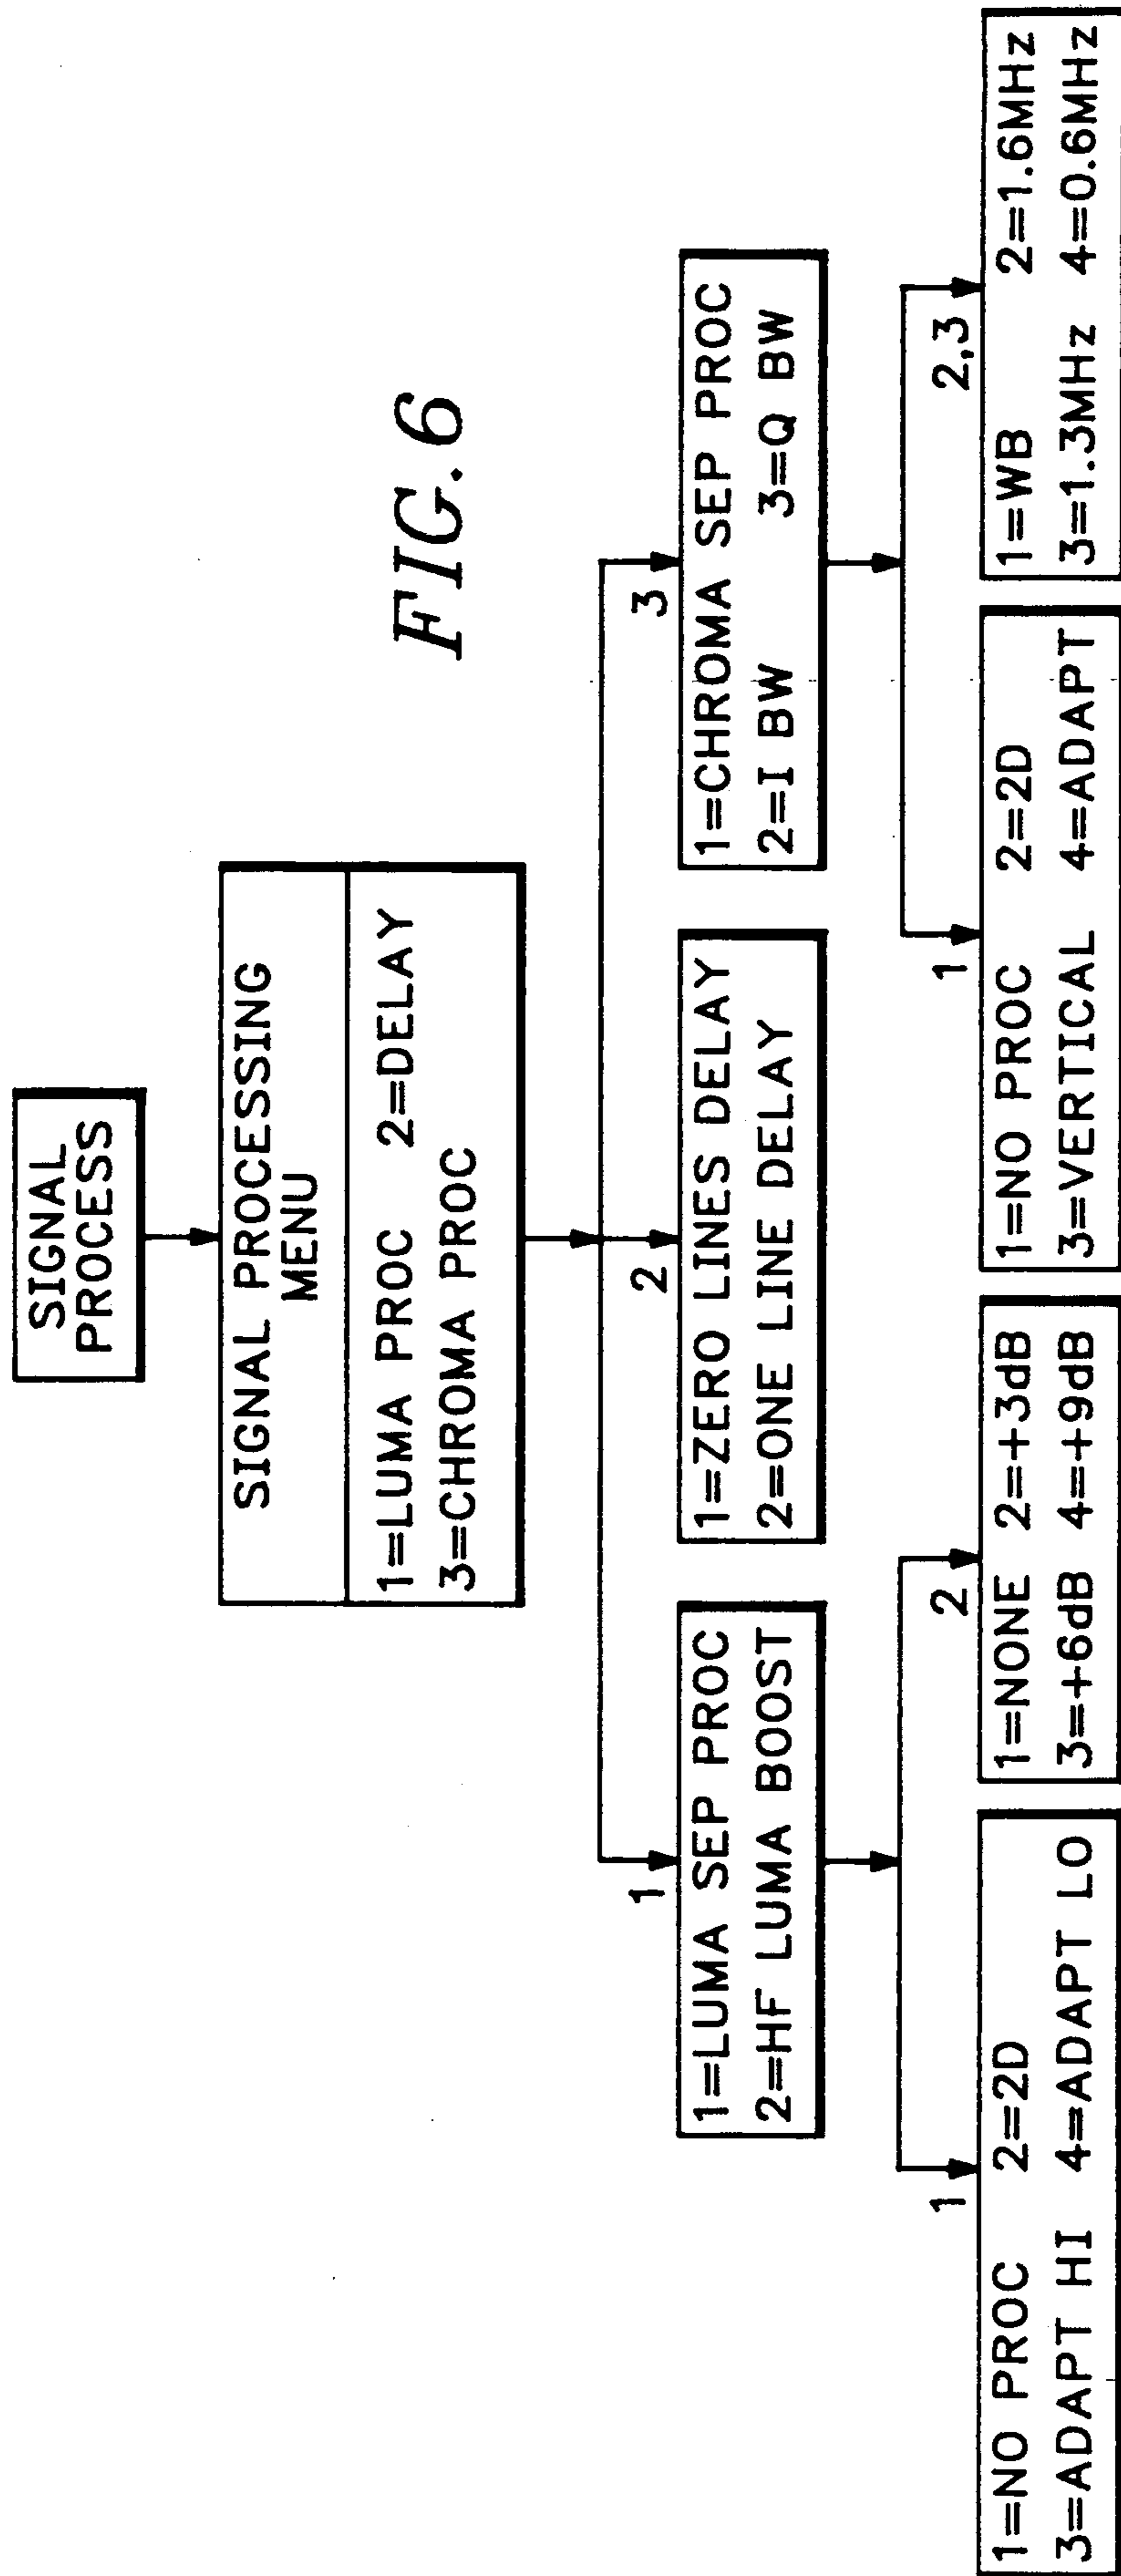 SIGNAL
PROCESS
SIGNAL PROCESSING
MENU
1=LUMA PROC 2=DELAY
3=CHROMA PROC
FIG. 6
1
2
3
1=LUMA SEP PROC
2=HF LUMA BOOST
1=ZERO LINES DELAY
2=ONE LINE DELAY
1=CHROMA SEP PROC
2=I BW 3=Q BW
1
2
1
2,3
1=NO PROC 2=2D
3=ADAPT HI 4=ADAPT LO
1=NONE 2=+3dB
3=+6dB 4=+9dB
1=NO PROC 2=2D
3=VERTICAL 4=ADAPT
1=WB 2=1.6MHz
3=1.3MHz 4=0.6MHz